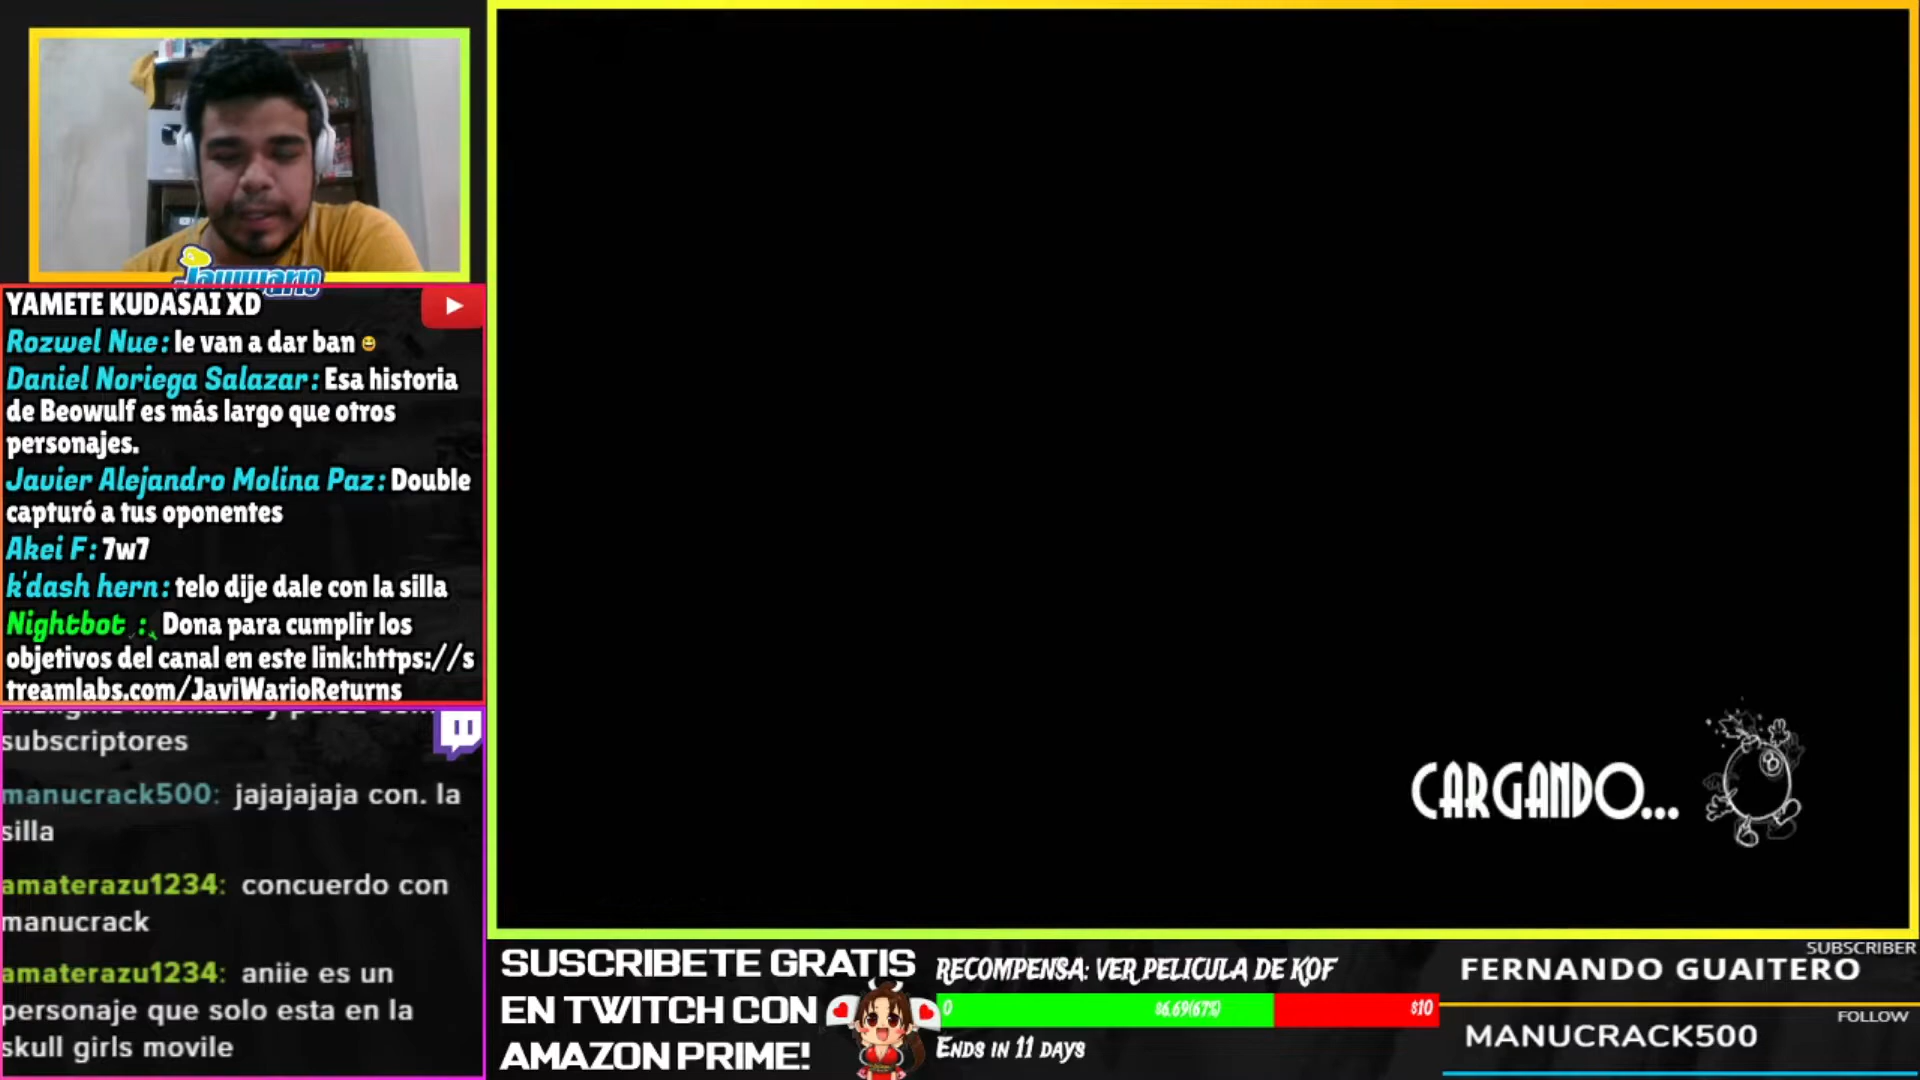 Javiwario
YAMETE KUDASAI XD
Rozwel Nue: le van a dar ban
Daniel Noriega Salazar: Esa historia
de Beowulf es más largo que otros
personajes.
Javier Alejandro Molina Paz: Double
capturó a tus oponentes
Akei F: 7w7
k'dash hern: telo dije dale con la silla
Nightbot : Dona para cumplir los
objetivos del canal en este link:https://s
treamlabs.com/JaviWarioReturns
subscriptores
manucrack500: jajajajaja con. la
silla
amaterazu1234: concuerdo con
manucrack
amaterazu1234: aniie es un
personaje que solo esta en la
skull girls movile
CARGANDO...
SUSCRIBETE GRATIS
EN TWITCH CON
AMAZON PRIME!
RECOMPENSA: VER PELICULA DE KOF
0 $6.69(67%) $10
ENDS IN 11 DAYS
SUBSCRIBER
FERNANDO GUAITERO
FOLLOW
MANUCRACK500